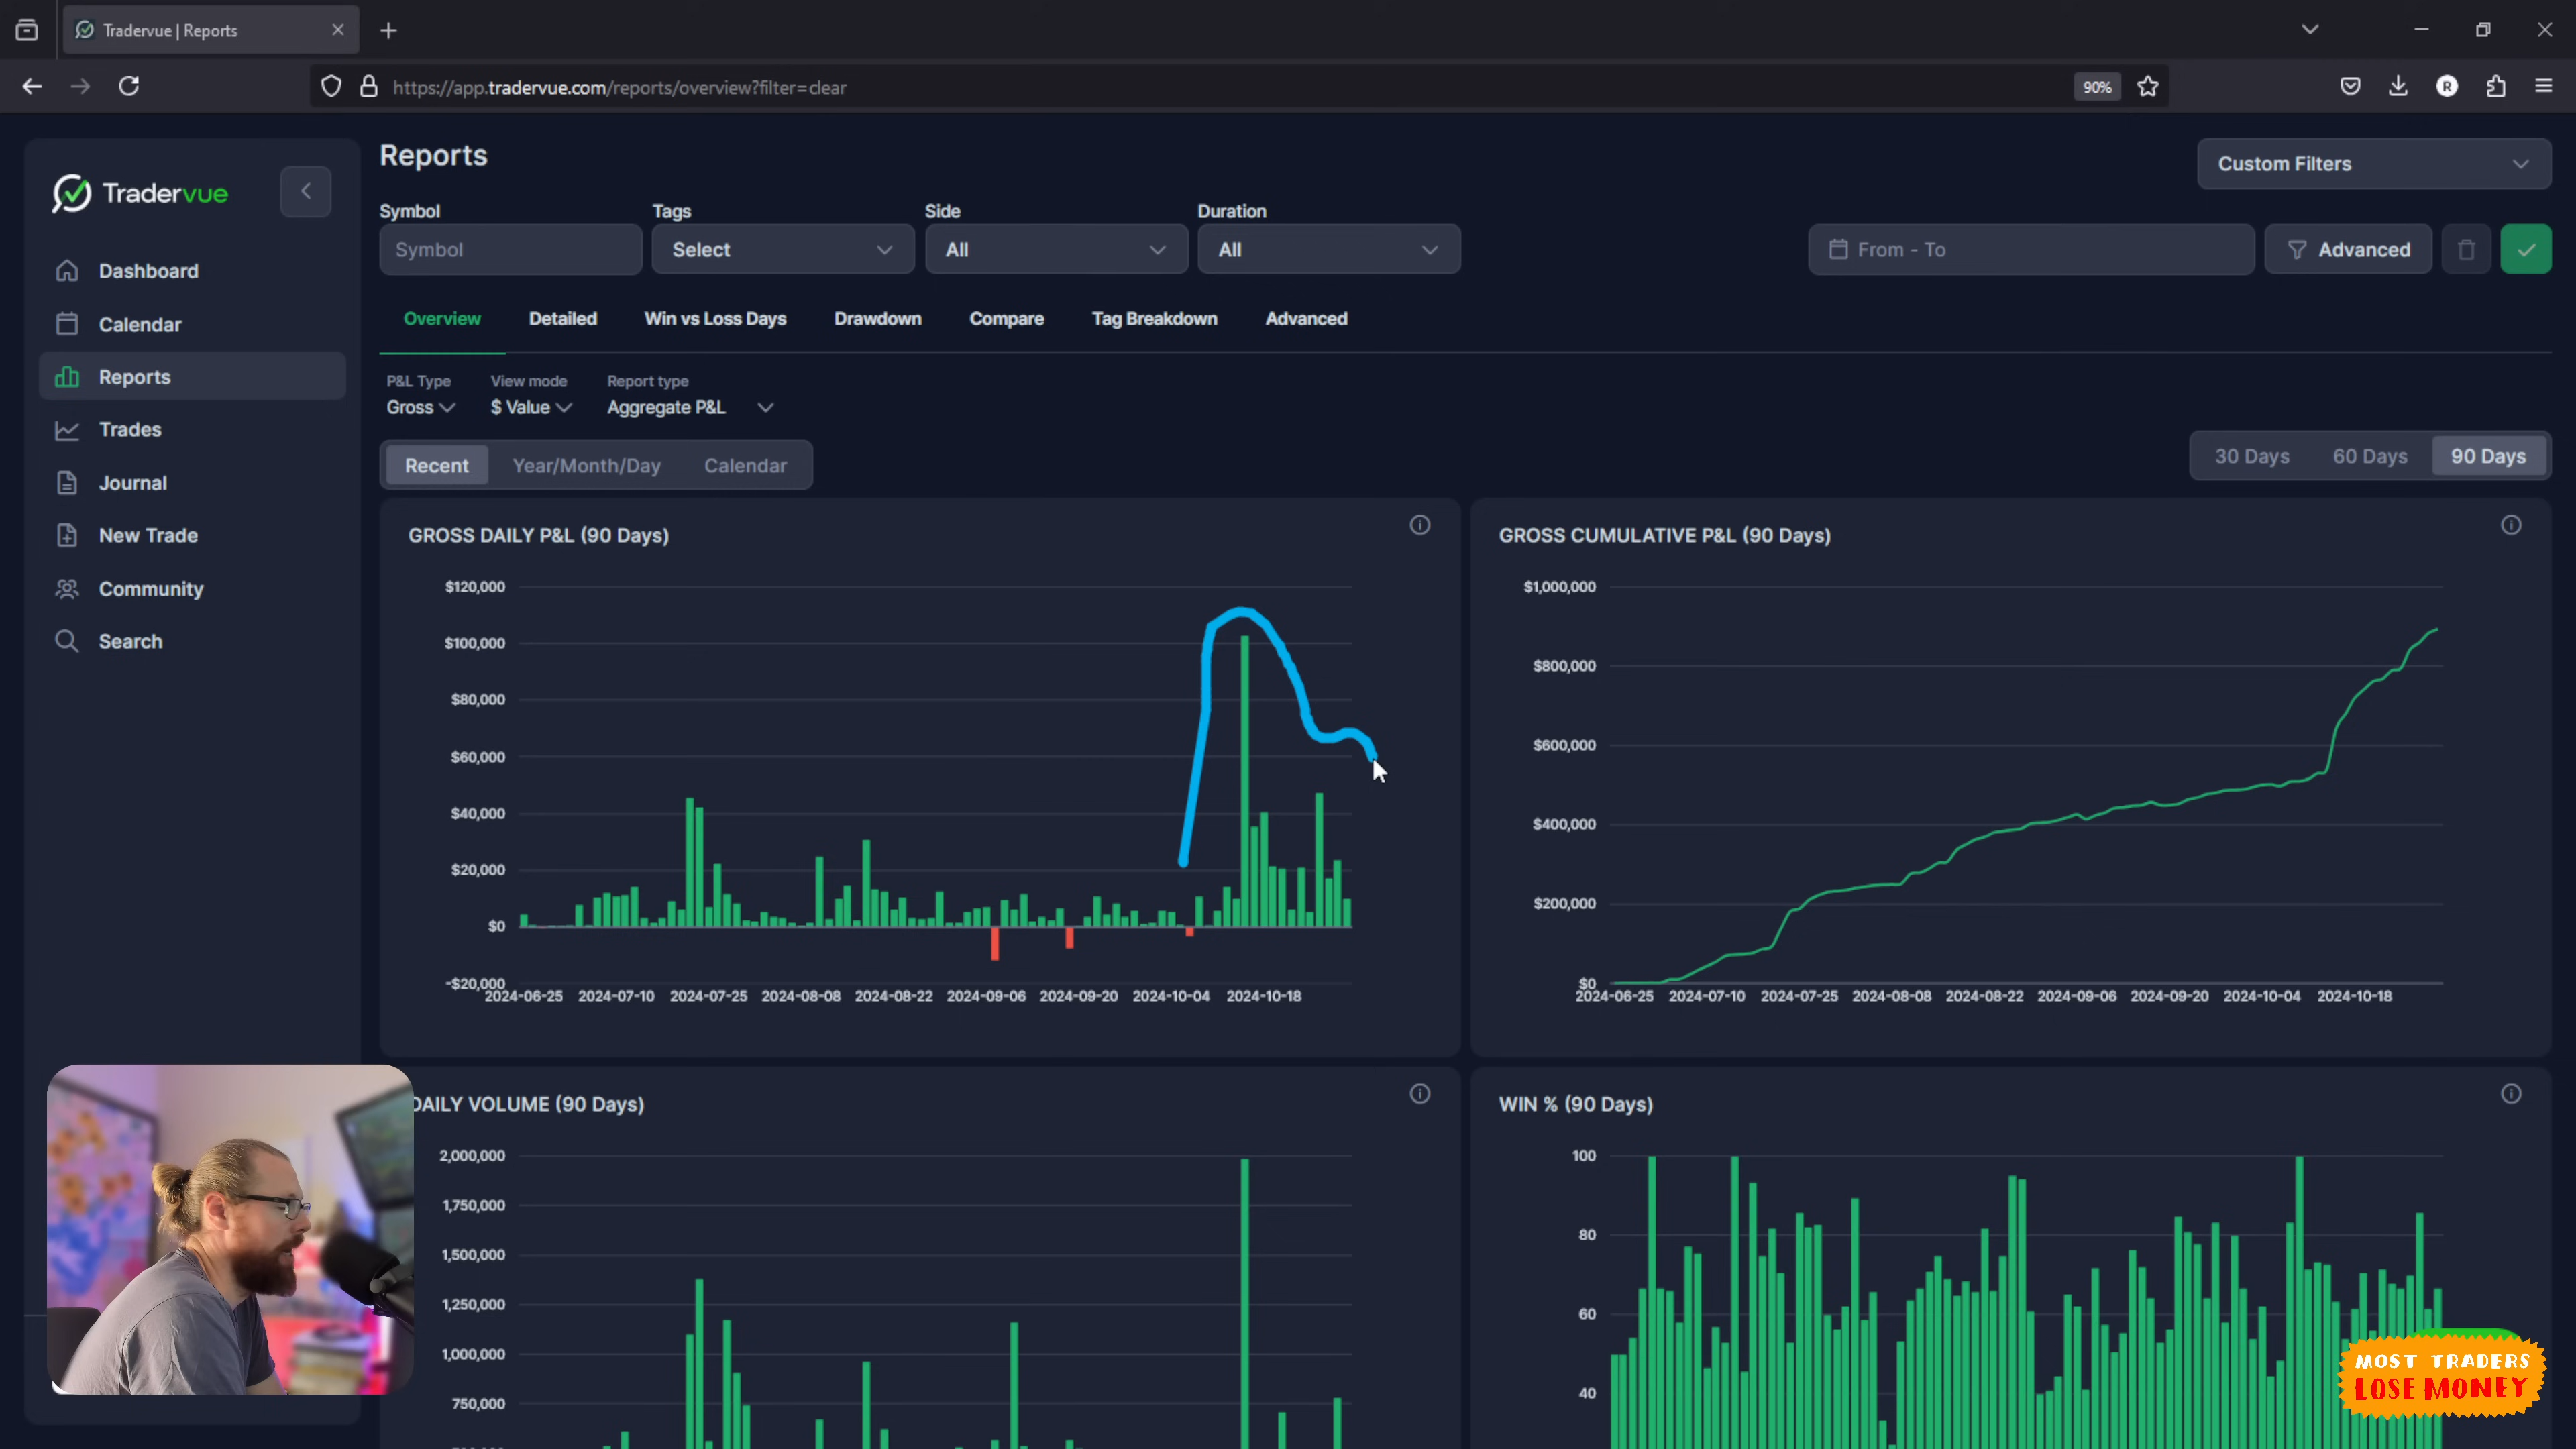 Tradervue | Reports
https://app.tradervue.com/reports/overview?filter=clear
90%
R
Tradervue
Dashboard
Calendar
Reports
Trades
Journal
New Trade
Community
Search
Reports
Custom Filters
Symbol
Tags
Side
Duration
Symbol
Select
All
All
From - To
Advanced
Overview
Detailed
Win vs Loss Days
Drawdown
Compare
Tag Breakdown
Advanced
P&L Type
View mode
Report type
Gross
$ Value
Aggregate P&L
Recent
Year/Month/Day
Calendar
30 Days
60 Days
90 Days
GROSS DAILY P&L (90 Days)
$120,000
$100,000
$80,000
$60,000
$40,000
$20,000
$0
-$20,000
2024-06-25
2024-07-10
2024-07-25
2024-08-08
2024-08-22
2024-09-06
2024-09-20
2024-10-04
2024-10-18
GROSS CUMULATIVE P&L (90 Days)
$1,000,000
$800,000
$600,000
$400,000
$200,000
$0
2024-06-25
2024-07-10
2024-07-25
2024-08-08
2024-08-22
2024-09-06
2024-09-20
2024-10-04
2024-10-18
DAILY VOLUME (90 Days)
2,000,000
1,750,000
1,500,000
1,250,000
1,000,000
750,000
WIN % (90 Days)
100
80
60
40
MOST TRADERS
LOSE MONEY